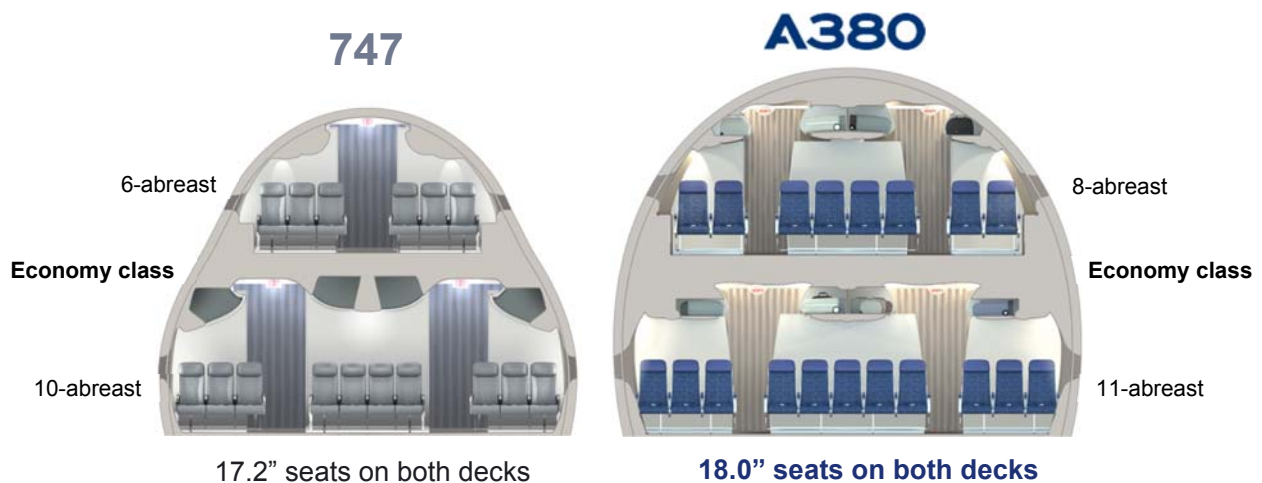 747
A380
6-abreast
8-abreast
Economy class
Economy class
10-abreast
11-abreast
17.2” seats on both decks
18.0” seats on both decks